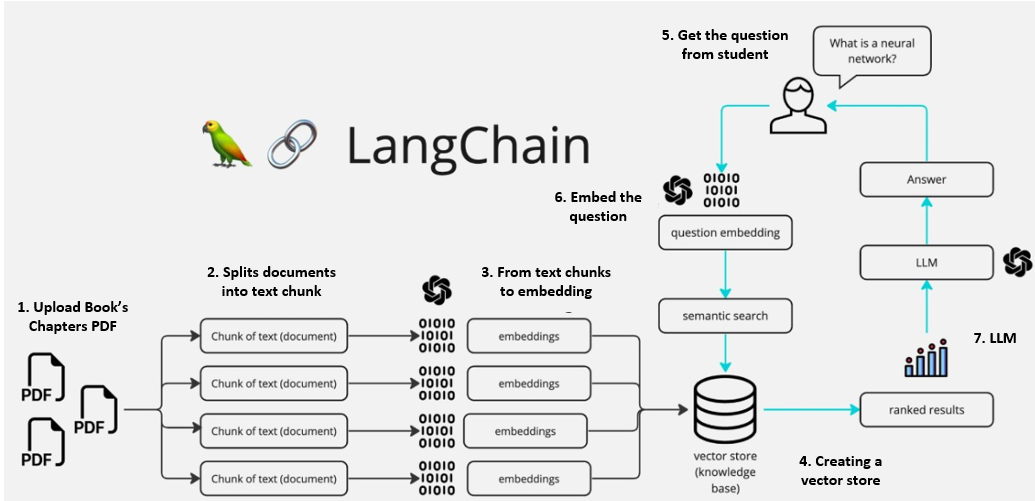 5. Get the question
from student
What is a neural
network?
LangChain
6. Embed the
question
01010
10101
01010
question embedding
Answer
LLM
semantic search
7. LLM
ranked results
1. Upload Book's
Chapters PDF
PDF
PDF
PDF
2. Splits documents
into text chunk
3. From text chunks
to embedding
Chunk of text (document)
01010
10101
01010
embeddings
Chunk of text (document)
01010
10101
01010
embeddings
Chunk of text (document)
01010
10101
01010
embeddings
Chunk of text (document)
01010
10101
01010
embeddings
vector store
(knowledge
base)
4. Creating a
vector store